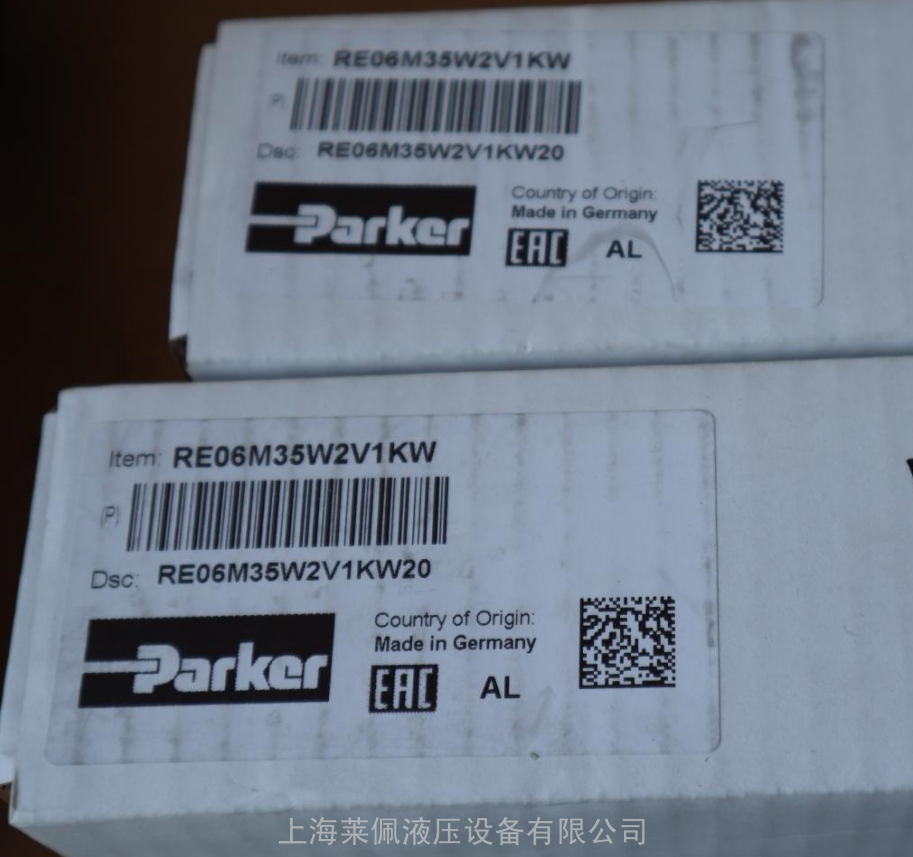 Item: RE06M35W2V1KW
(P)
Dsc: RE06M35W2V1KW20
Parker
Country of Origin:
Made in Germany
EAC AL
Item: RE06M35W2V1KW
(P)
Dsc: RE06M35W2V1KW20
Parker
Country of Origin:
Made in Germany
EAC AL
上海莱佩液压设备有限公司